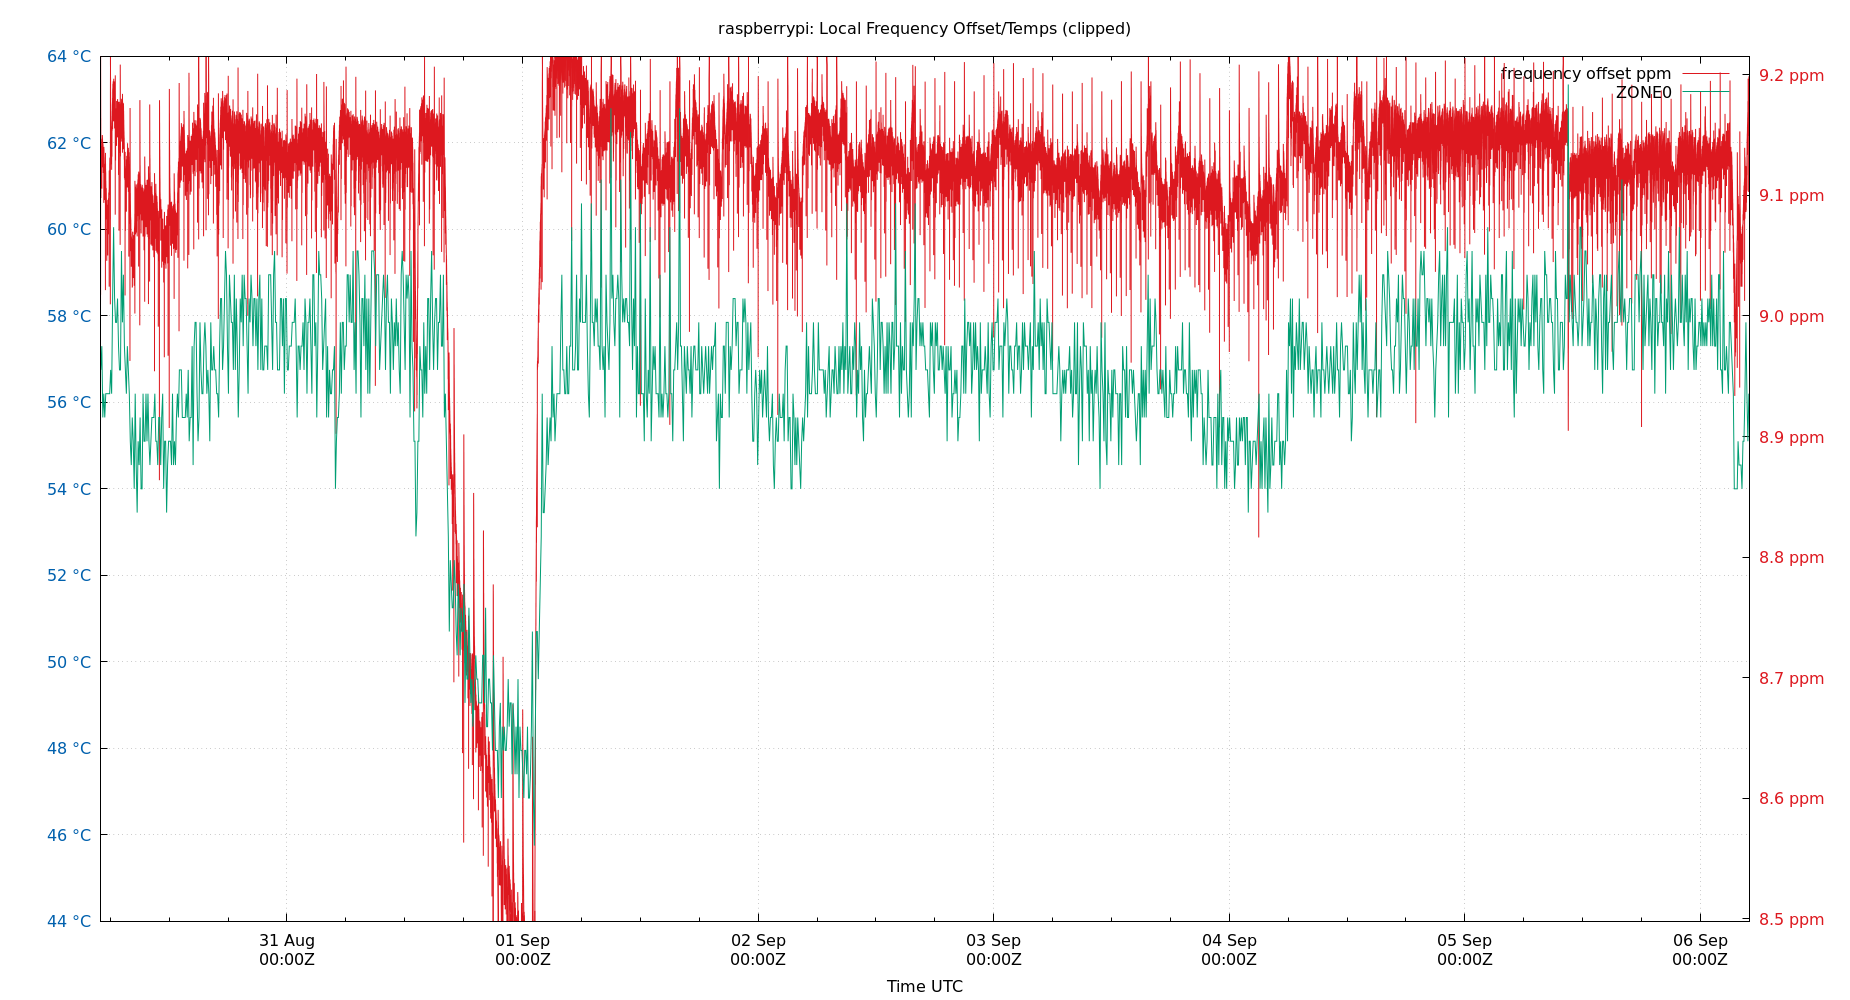 raspberrypi: Local Frequency Offset/Temps (clipped)
64 °C
62 °C
60 °C
58 °C
56 °C
54 °C
52 °C
50 °C
48 °C
46 °C
44 °C
frequency offset ppm
ZONE0
9.2 ppm
9.1 ppm
9.0 ppm
8.9 ppm
8.8 ppm
8.7 ppm
8.6 ppm
8.5 ppm
31 Aug
00:00Z
01 Sep
00:00Z
02 Sep
00:00Z
03 Sep
00:00Z
04 Sep
00:00Z
05 Sep
00:00Z
06 Sep
00:00Z
Time UTC